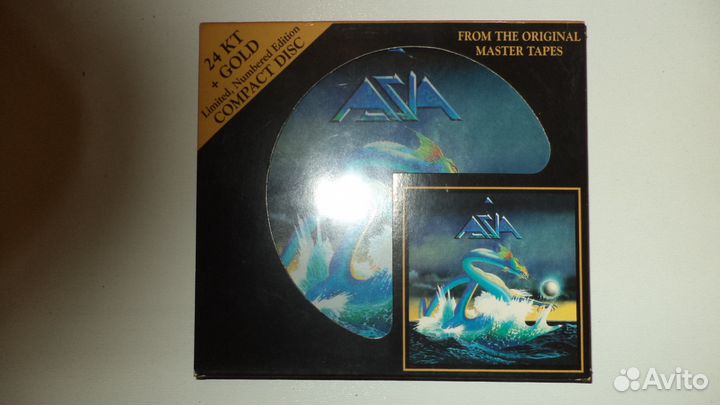 24 KT
+ GOLD
Limited, Numbered Edition
COMPACT DISC
FROM THE ORIGINAL
MASTER TAPES
ASIA
ASIA
Avito